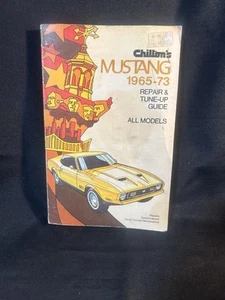 Chilton's
MUSTANG
1965-73
REPAIR &
TUNE-UP
GUIDE
ALL MODELS